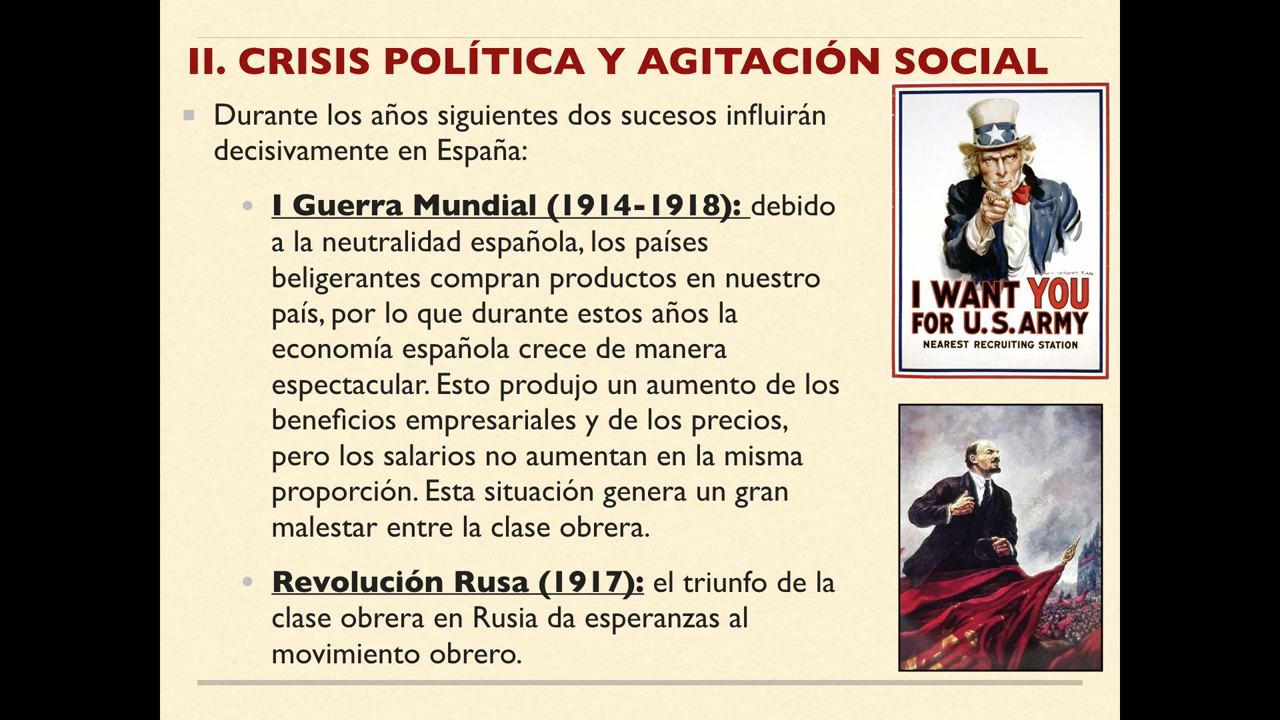 II. CRISIS POLÍTICA Y AGITACIÓN SOCIAL
Durante los años siguientes dos sucesos influirán
decisivamente en España:
I Guerra Mundial (1914-1918): debido
a la neutralidad española, los países
beligerantes compran productos en nuestro
país, por lo que durante estos años la
economía española crece de manera
espectacular. Esto produjo un aumento de los
beneficios empresariales y de los precios,
pero los salarios no aumentan en la misma
proporción. Esta situación genera un gran
malestar entre la clase obrera.
Revolución Rusa (1917): el triunfo de la
clase obrera en Rusia da esperanzas al
movimiento obrero.
I WANT YOU
FOR U.S. ARMY
NEAREST RECRUITING STATION